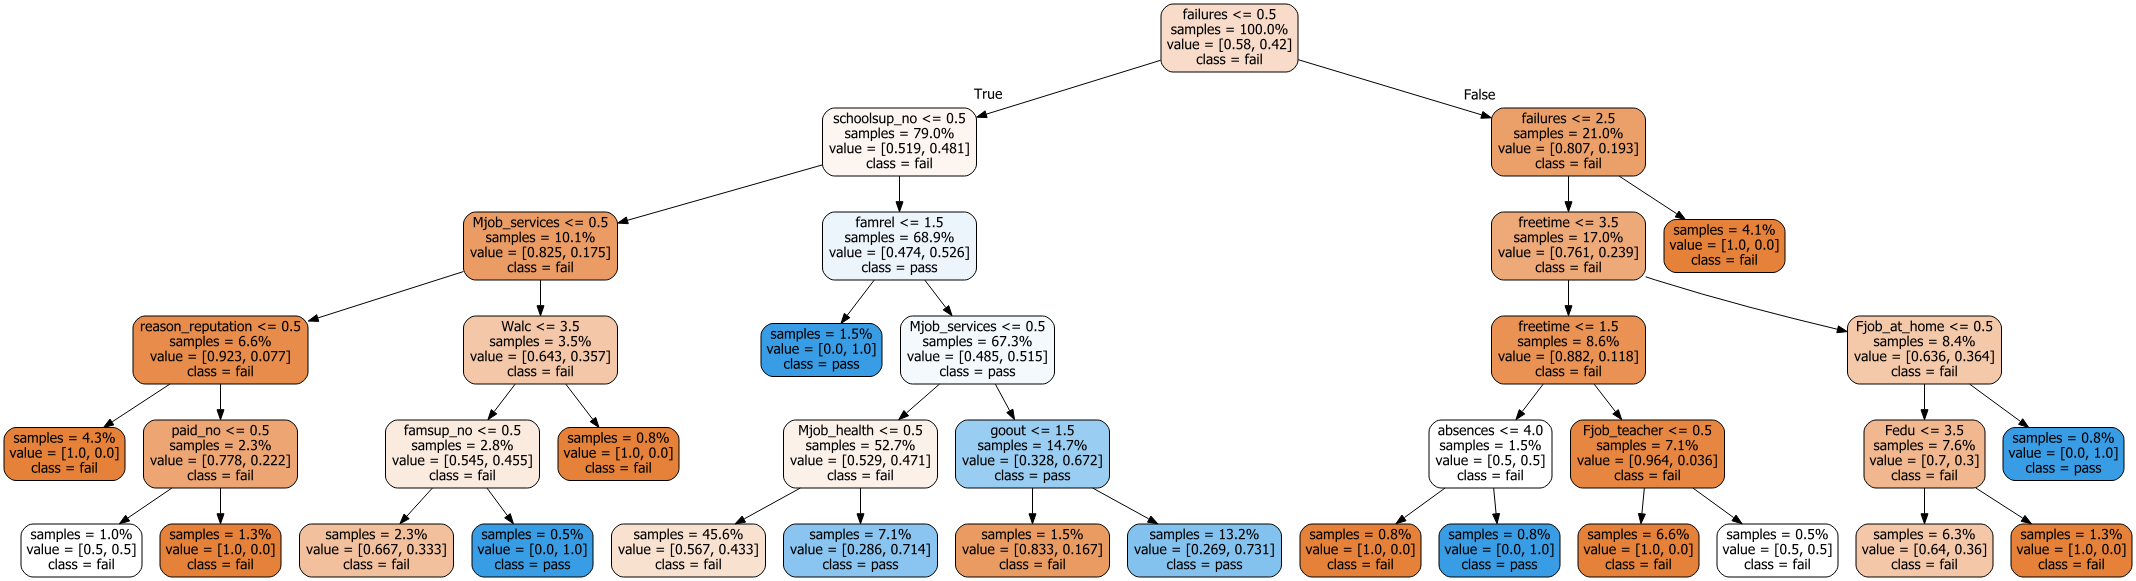 failures <= 0.5
samples = 100.0%
value = [0.58, 0.42]
class = fail
True
False
schoolsup_no <= 0.5
samples = 79.0%
value = [0.519, 0.481]
class = fail
failures <= 2.5
samples = 21.0%
value = [0.807, 0.193]
class = fail
Mjob_services <= 0.5
samples = 10.1%
value = [0.825, 0.175]
class = fail
famrel <= 1.5
samples = 68.9%
value = [0.474, 0.526]
class = pass
freetime <= 3.5
samples = 17.0%
value = [0.761, 0.239]
class = fail
samples = 4.1%
value = [1.0, 0.0]
class = fail
reason_reputation <= 0.5
samples = 6.6%
value = [0.923, 0.077]
class = fail
Walc <= 3.5
samples = 3.5%
value = [0.643, 0.357]
class = fail
samples = 1.5%
value = [0.0, 1.0]
class = pass
Mjob_services <= 0.5
samples = 67.3%
value = [0.485, 0.515]
class = pass
freetime <= 1.5
samples = 8.6%
value = [0.882, 0.118]
class = fail
Fjob_at_home <= 0.5
samples = 8.4%
value = [0.636, 0.364]
class = fail
samples = 4.3%
value = [1.0, 0.0]
class = fail
paid_no <= 0.5
samples = 2.3%
value = [0.778, 0.222]
class = fail
famsup_no <= 0.5
samples = 2.8%
value = [0.545, 0.455]
class = fail
samples = 0.8%
value = [1.0, 0.0]
class = fail
Mjob_health <= 0.5
samples = 52.7%
value = [0.529, 0.471]
class = fail
goout <= 1.5
samples = 14.7%
value = [0.328, 0.672]
class = pass
absences <= 4.0
samples = 1.5%
value = [0.5, 0.5]
class = fail
Fjob_teacher <= 0.5
samples = 7.1%
value = [0.964, 0.036]
class = fail
Fedu <= 3.5
samples = 7.6%
value = [0.7, 0.3]
class = fail
samples = 0.8%
value = [0.0, 1.0]
class = pass
samples = 1.0%
value = [0.5, 0.5]
class = fail
samples = 1.3%
value = [1.0, 0.0]
class = fail
samples = 2.3%
value = [0.667, 0.333]
class = fail
samples = 0.5%
value = [0.0, 1.0]
class = pass
samples = 45.6%
value = [0.567, 0.433]
class = fail
samples = 7.1%
value = [0.286, 0.714]
class = pass
samples = 1.5%
value = [0.833, 0.167]
class = fail
samples = 13.2%
value = [0.269, 0.731]
class = pass
samples = 0.8%
value = [1.0, 0.0]
class = fail
samples = 0.8%
value = [0.0, 1.0]
class = pass
samples = 6.6%
value = [1.0, 0.0]
class = fail
samples = 0.5%
value = [0.5, 0.5]
class = fail
samples = 6.3%
value = [0.64, 0.36]
class = fail
samples = 1.3%
value = [1.0, 0.0]
class = fail